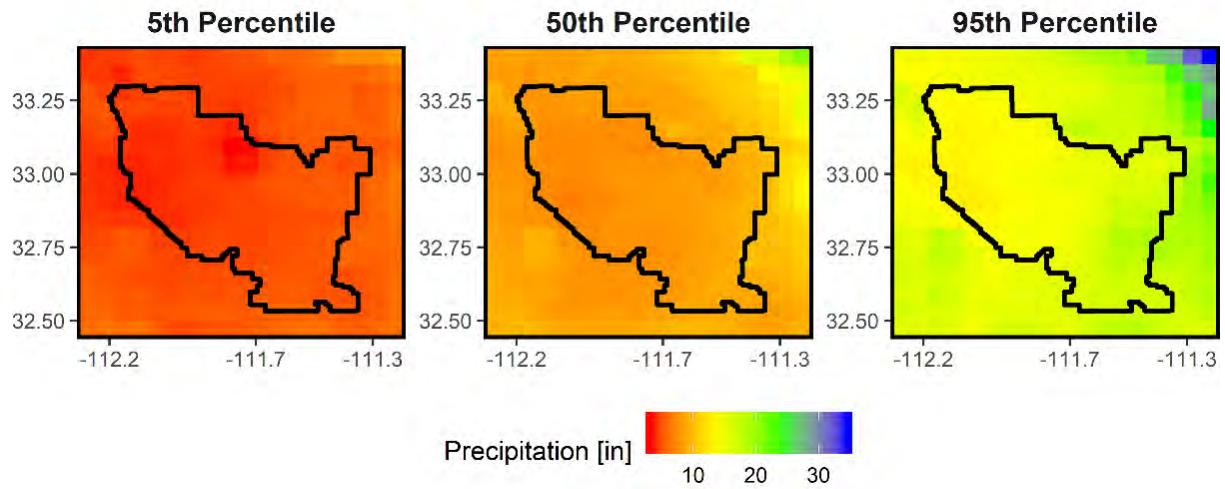 5th Percentile 50th Percentile 95th Percentile
33.25 33.25 33.25
33.00 33.00 33.00
32.75 32.75 32.75
32.50 32.50 32.50
-112.2 -111.7 -111.3 -112.2 -111.7 -111.3 -112.2 -111.7 -111.3
Precipitation [in]
10 20 30